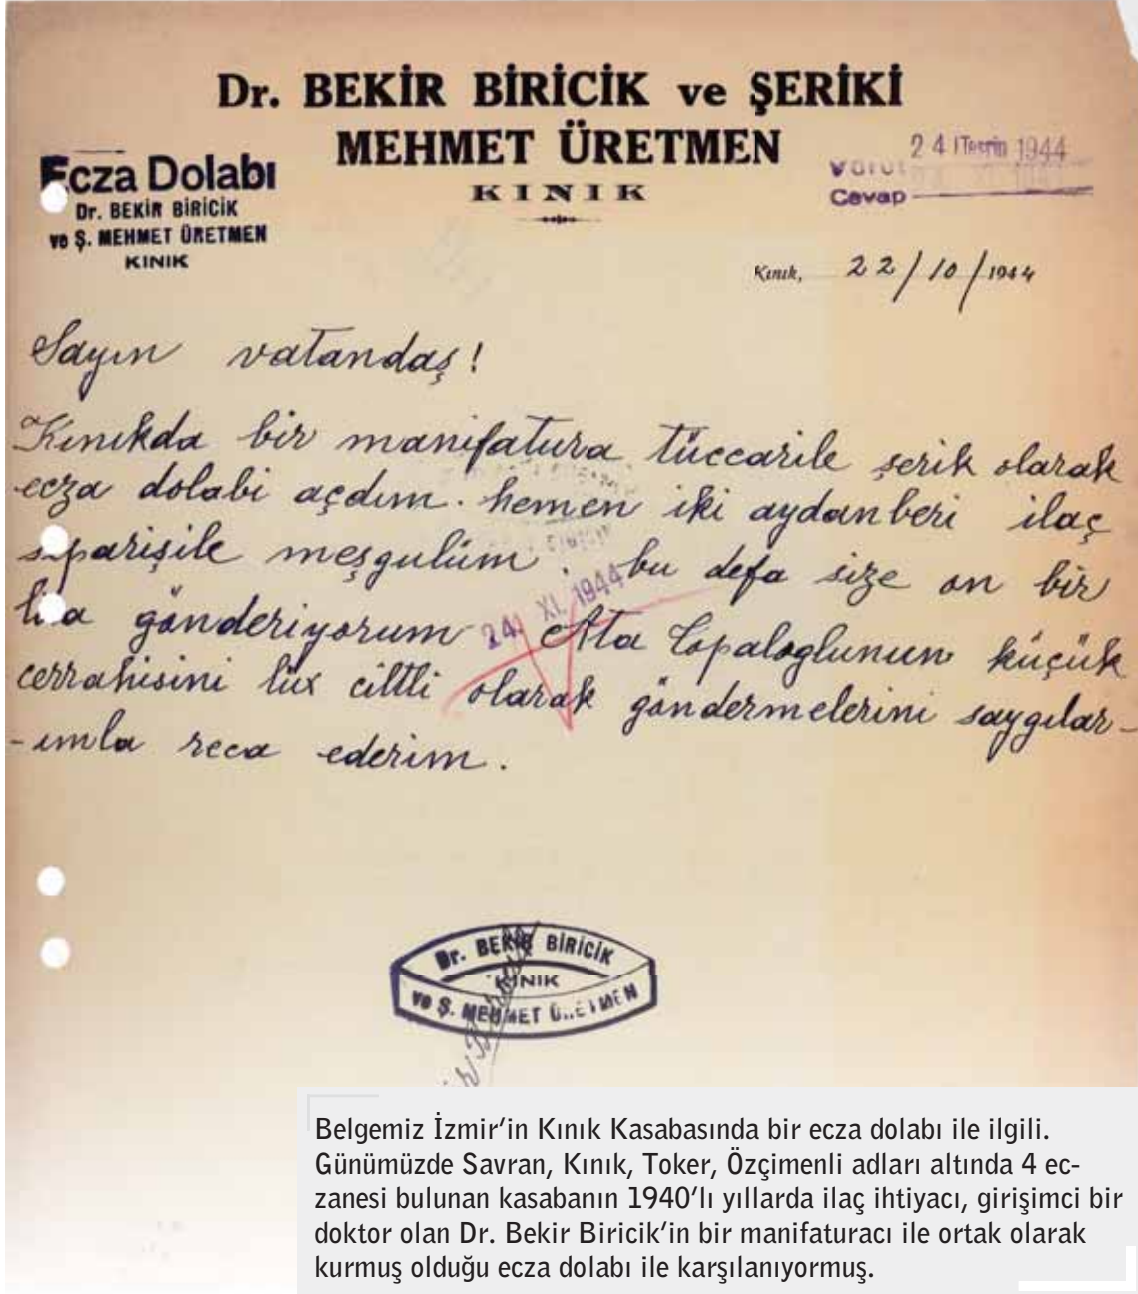 Dr. BEKİR BİRİCİK ve ŞERİKİ
MEHMET ÜRETMEN
KINIK
Ecza Dolabı
Dr. BEKİR BİRİCİK
ve Ş. MEHMET ÜRETMEN
KINIK
24 ITeşrin 1944
Cevap
Kınık, 22/10/1944
Sayın vatandaş!
Kınıkda bir manifatura tüccarile şerik olarak
ecza dolabi açdım. hemen iki aydanberi ilaç
siparişile meşgulüm. bu defa size on bir
lira gönderiyorum Ata Topaloglunun küçük
cerrahisini lüx ciltli olarak göndermelerini saygılar-
-ımla reca ederim.
24 XI. 1944
Dr. BEKİR BİRİCİK
KINIK
ve Ş. MEHMET
Belgemiz İzmir'in Kınık Kasabasında bir ecza dolabı ile ilgili.
Günümüzde Savran, Kınık, Toker, Özçimenli adları altında 4 ec-
zanesi bulunan kasabanın 1940'lı yıllarda ilaç ihtiyacı, girişimci bir
doktor olan Dr. Bekir Biricik'in bir manifaturacı ile ortak olarak
kurmuş olduğu ecza dolabı ile karşılanıyormuş.